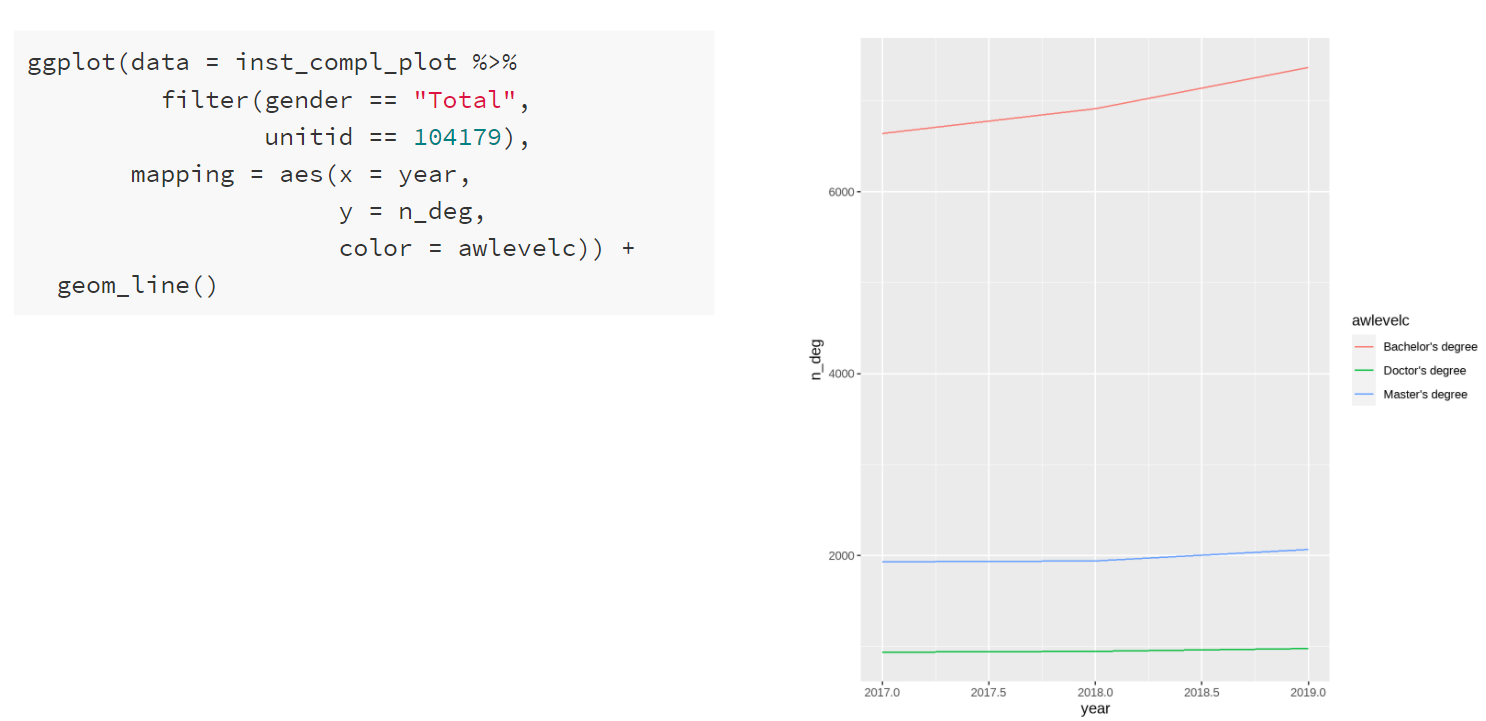 ggplot(data = inst_compl_plot %>%
filter(gender == "Total",
unitid == 104179),
mapping = aes(x = year,
y = n_deg,
color = awlevelc)) +
geom_line()
n_deg
6000
4000
2000
2017.0 2017.5 2018.0 2018.5 2019.0
year
awlevelc
Bachelor's degree
Doctor's degree
Master's degree